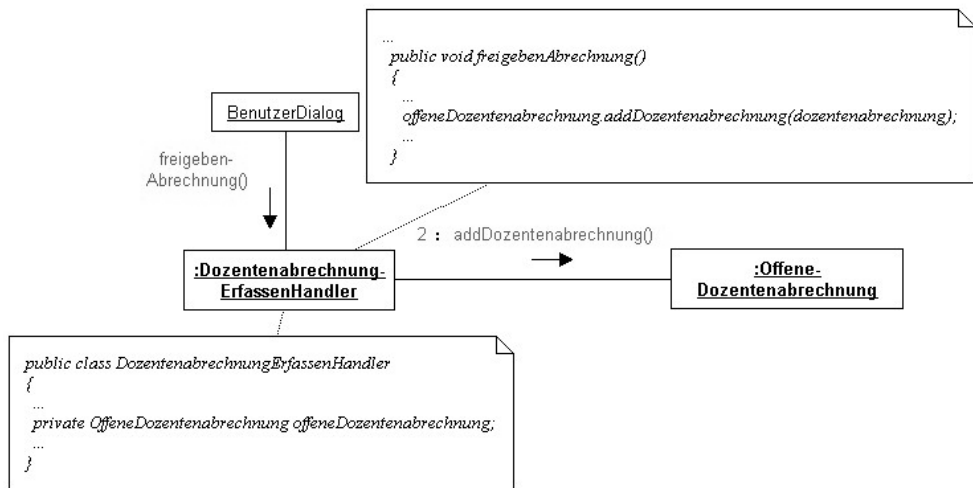 ...
public void freigebenAbrechnung()
{
...
offeneDozentenabrechnung.addDozentenabrechnung(dozentenabrechnung);
...
}
BenutzerDialog
freigeben-
Abrechnung()
2 : addDozentenabrechnung()
:Dozentenabrechnung-
ErfassenHandler
:Offene-
Dozentenabrechnung
public class DozentenabrechnungErfassenHandler
{
...
private OffeneDozentenabrechnung offeneDozentenabrechnung;
...
}